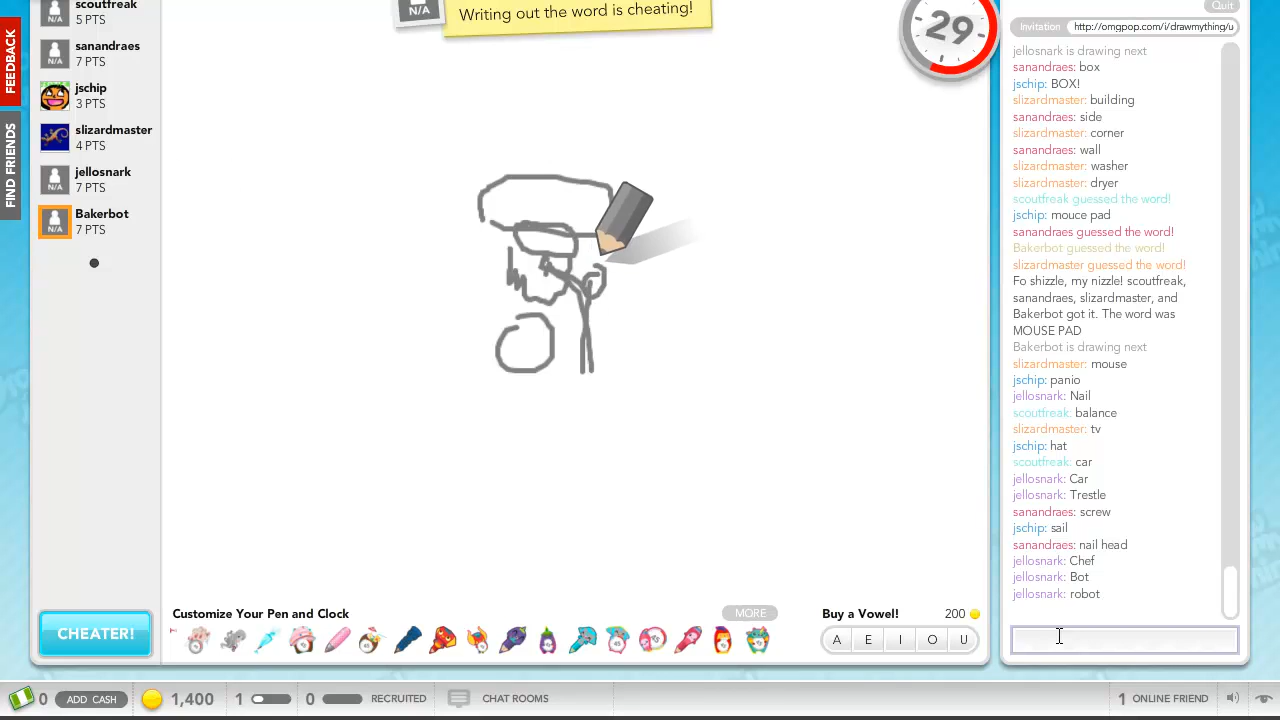 scoutfreak
5 PTS
sanandraes
7 PTS
jschip
3 PTS
slizardmaster
4 PTS
jellosnark
7 PTS
Bakerbot
7 PTS
N/A
N/A
N/A
N/A
FEEDBACK
FIND FRIENDS
CHEATER!
N/A
Writing out the word is cheating!
29
Customize Your Pen and Clock
MORE
Buy a Vowel!
200
A
E
I
O
U
Quit
Invitation
http://omgpop.com/i/drawmything/u
jellosnark is drawing next
sanandraes: box
jschip: BOX!
slizardmaster: building
sanandraes: side
slizardmaster: corner
sanandraes: wall
slizardmaster: washer
slizardmaster: dryer
scoutfreak guessed the word!
jschip: mouce pad
sanandraes guessed the word!
Bakerbot guessed the word!
slizardmaster guessed the word!
Fo shizzle, my nizzle! scoutfreak,
sanandraes, slizardmaster, and
Bakerbot got it. The word was
MOUSE PAD
Bakerbot is drawing next
slizardmaster: mouse
jschip: panio
jellosnark: Nail
scoutfreak: balance
slizardmaster: tv
jschip: hat
scoutfreak: car
jellosnark: Car
jellosnark: Trestle
sanandraes: screw
jschip: sail
sanandraes: nail head
jellosnark: Chef
jellosnark: Bot
jellosnark: robot
0
ADD CASH
1,400
1
0
RECRUITED
CHAT ROOMS
1 ONLINE FRIEND